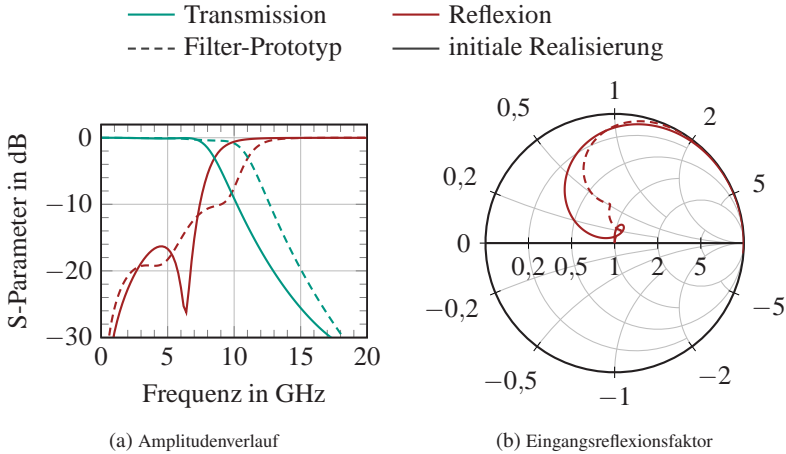 Transmission Reflexion
Filter-Prototyp initiale Realisierung
S-Parameter in dB
0
−10
−20
−30
0 5 10 15 20
Frequenz in GHz
(a) Amplitudenverlauf
1
0,5 2
0,2 5
0 0,2 0,5 1 2 5
−0,2 −5
−0,5 −2
−1
(b) Eingangsreflexionsfaktor